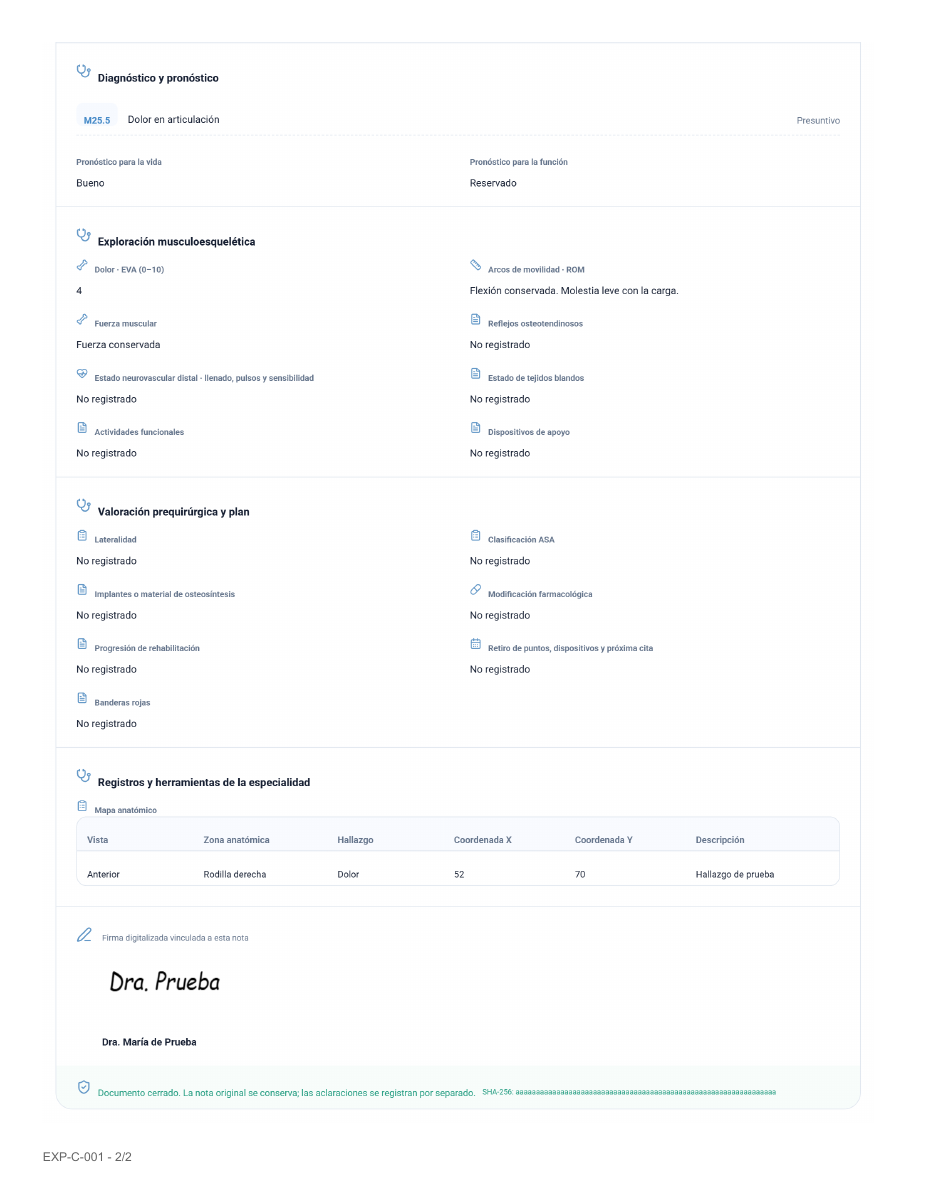 Diagnóstico y pronóstico
M25.5 Dolor en articulación Presuntivo
Pronóstico para la vida Pronóstico para la función
Bueno Reservado
Exploración musculoesquelética
Dolor - EVA (0–10) Arcos de movilidad - ROM
4 Flexión conservada. Molestia leve con la carga.
Fuerza muscular Reflejos osteotendinosos
Fuerza conservada No registrado
Estado neurovascular distal - llenado, pulsos y sensibilidad Estado de tejidos blandos
No registrado No registrado
Actividades funcionales Dispositivos de apoyo
No registrado No registrado
Valoración prequirúrgica y plan
Lateralidad Clasificación ASA
No registrado No registrado
Implantes o material de osteosíntesis Modificación farmacológica
No registrado No registrado
Progresión de rehabilitación Retiro de puntos, dispositivos y próxima cita
No registrado No registrado
Banderas rojas
No registrado
Registros y herramientas de la especialidad
Mapa anatómico
Vista Zona anatómica Hallazgo Coordenada X Coordenada Y Descripción
Anterior Rodilla derecha Dolor 52 70 Hallazgo de prueba
Firma digitalizada vinculada a esta nota
Dra. Prueba
Dra. María de Prueba
Documento cerrado. La nota original se conserva; las aclaraciones se registran por separado. SHA-256: aaaaaaaaaaaaaaaaaaaaaaaaaaaaaaaaaaaaaaaaaaaaaaaaaaaaaaaaaaaaaaaa
EXP-C-001 - 2/2